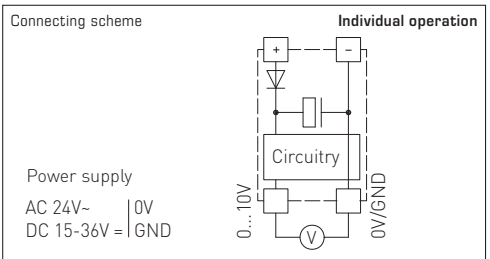 Connecting scheme
Individual operation
+
−
Circuitry
Power supply
AC 24V~ | 0V
DC 15-36V = | GND
0...10V
0V/GND
V